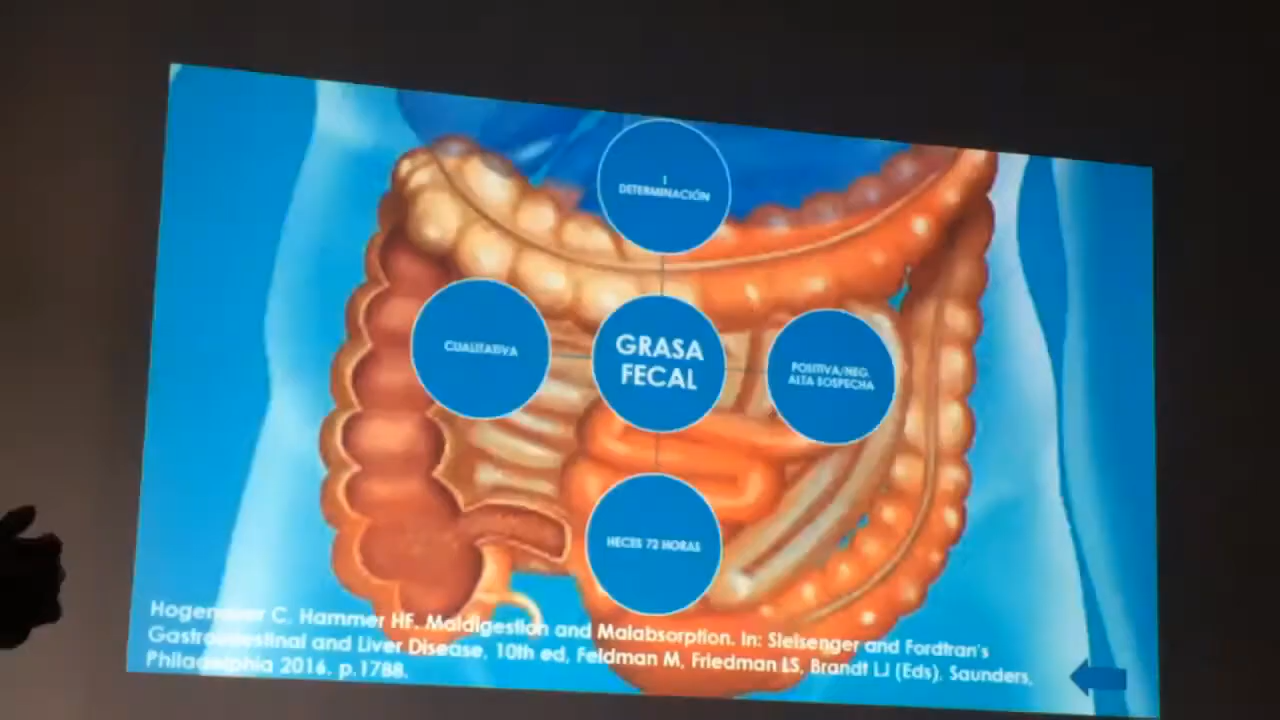 1
DETERMINACIÓN
CUALITATIVA
GRASA
FECAL
POSITIVA/NEG.
ALTA SOSPECHA
HECES 72 HORAS
Hogenauer C, Hammer HF. Maldigestion and Malabsorption. In: Sleisenger and Fordtran's
Gastrointestinal and Liver Disease, 10th ed, Feldman M, Friedman LS, Brandt LJ (Eds), Saunders,
Philadelphia 2016. p.1788.